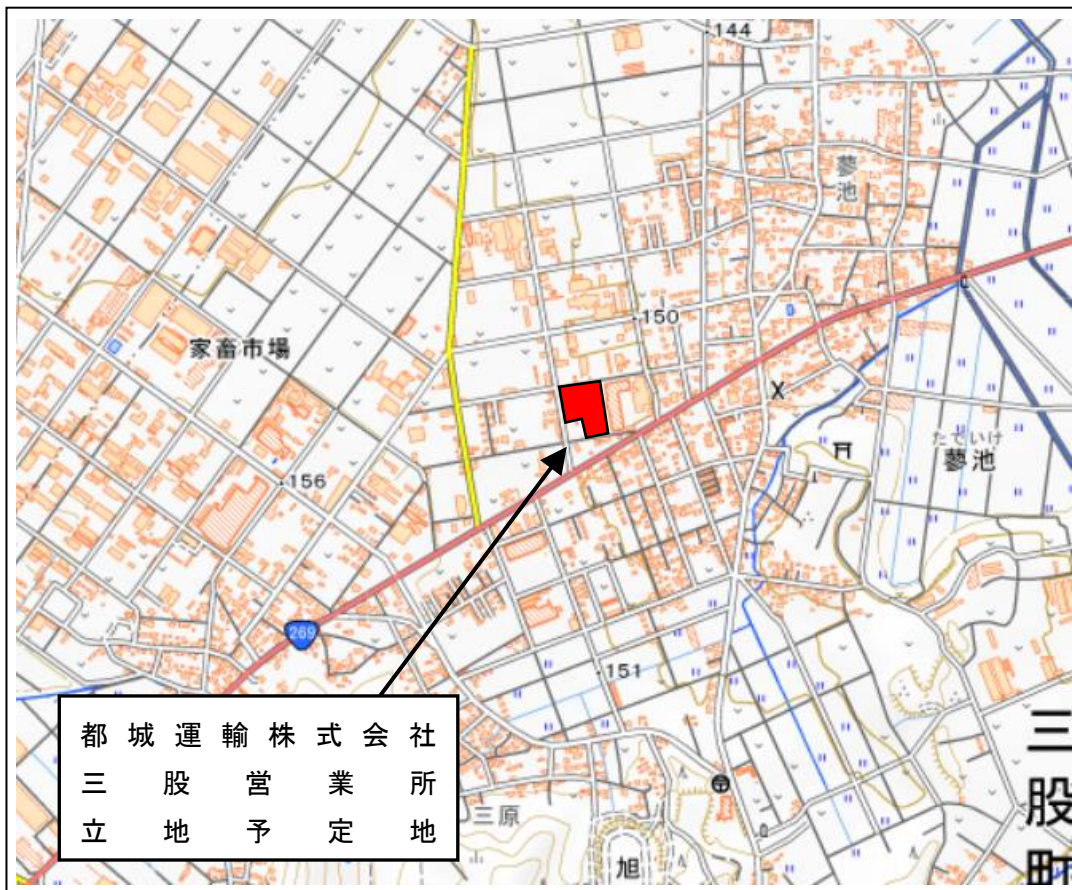 144
蓼池
150
家畜市場
たでいけ
蓼池
156
269
151
都城運輸株式会社
三股営業所
立地予定地
三原
旭
三股町